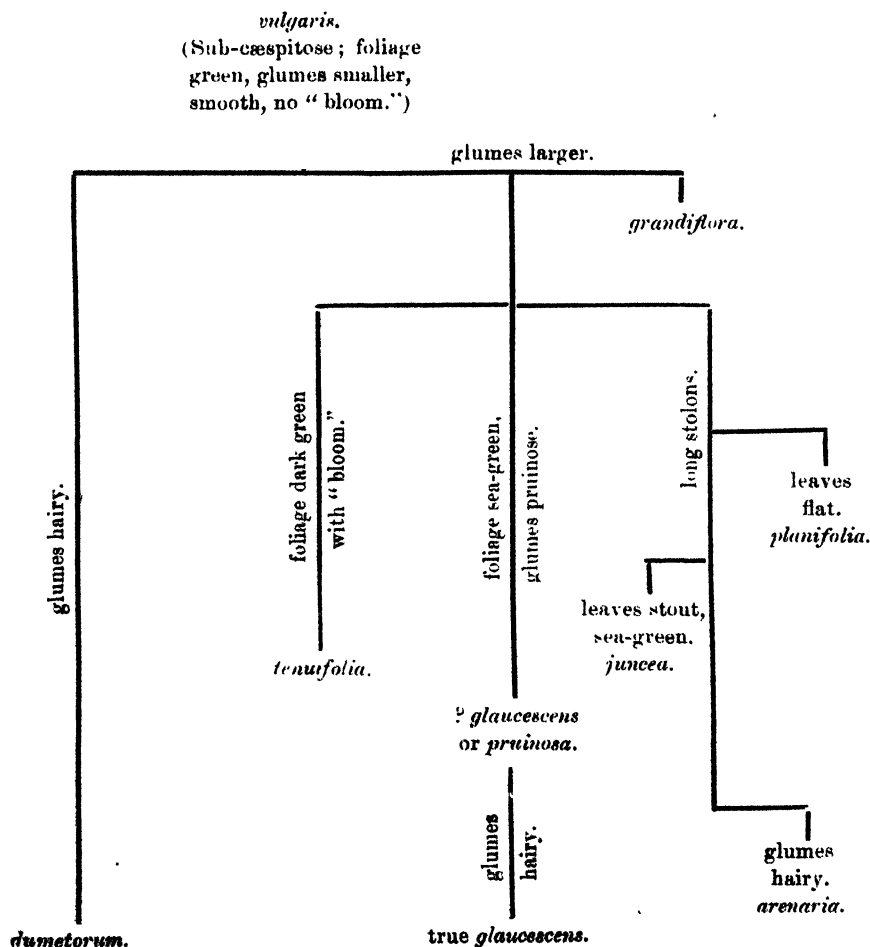 vulgaris.
(Sub-cæspitose; foliage
green, glumes smaller,
smooth, no “bloom.”)
glumes larger.
grandiflora.
glumes hairy.
foliage dark green
with “bloom.”
foliage sea-green,
glumes pruinose.
long stolons.
leaves
flat.
planifolia.
leaves stout,
sea-green.
juncea.
tenuifolia.
? glaucescens
or pruinosa.
glumes
hairy.
glumes
hairy.
arenaria.
dumetorum.
true glaucescens.